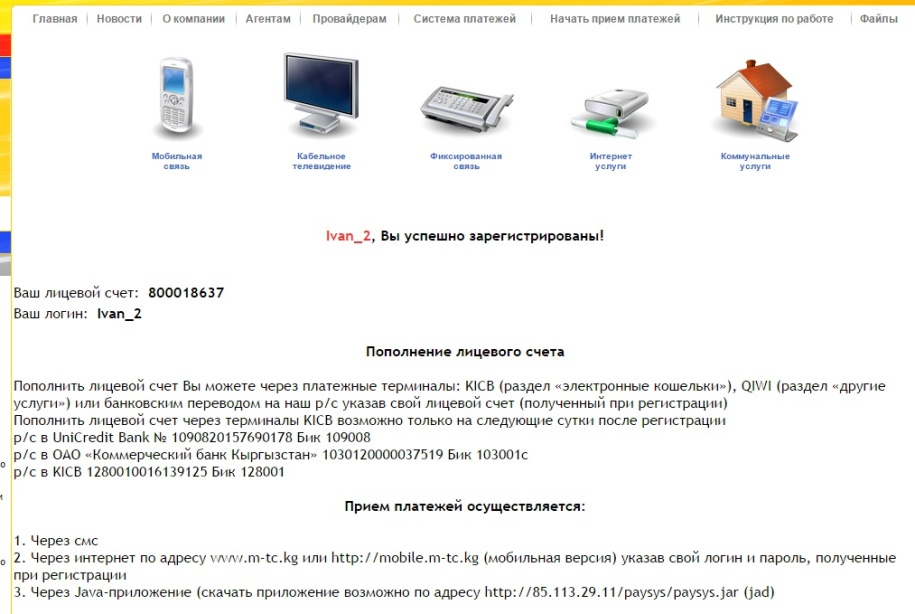 Главная Новости О компании Агентам Провайдерам Система платежей Начать прием платежей Инструкция по работе Файлы
Мобильная связь
Кабельное телевидение
Фиксированная связь
Интернет услуги
Коммунальные услуги
Ivan_2, Вы успешно зарегистрированы!
Ваш лицевой счет: 800018637
Ваш логин: Ivan_2
Пополнение лицевого счета
Пополнить лицевой счет Вы можете через платежные терминалы: KICB (раздел «электронные кошельки»), QIWI (раздел «другие
услуги») или банковским переводом на наш р/с указав свой лицевой счет (полученный при регистрации)
Пополнить лицевой счет через терминалы KICB возможно только на следующие сутки после регистрации
р/с в UniCredit Bank № 1090820157690178 Бик 109008
р/с в ОАО «Коммерческий банк Кыргызстан» 1030120000037519 Бик 103001с
р/с в KICB 1280010016139125 Бик 128001
Прием платежей осуществляется:
1. Через смс
2. Через интернет по адресу www.m-tc.kg или http://mobile.m-tc.kg (мобильная версия) указав свой логин и пароль, полученные
при регистрации
3. Через Java-приложение (скачать приложение возможно по адресу http://85.113.29.11/paysys/paysys.jar (jad)